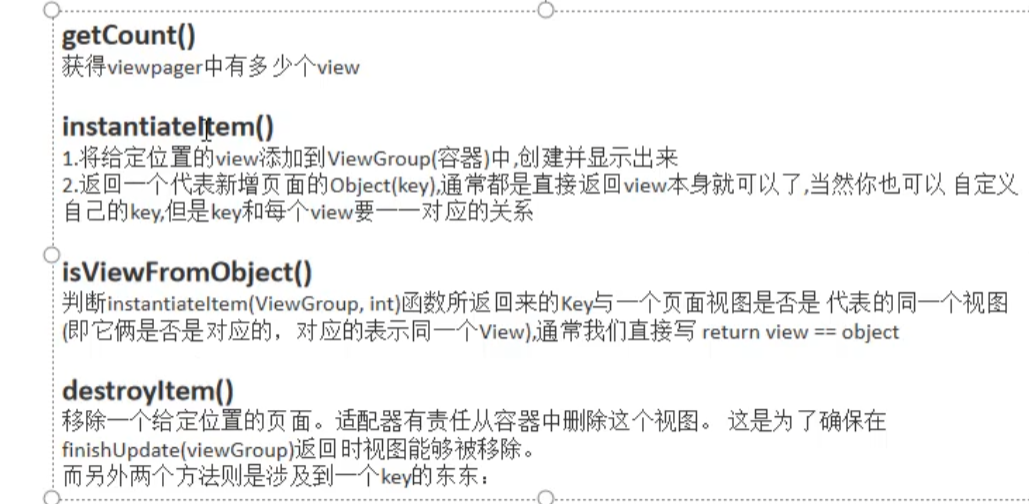 getCount()
获得viewpager中有多少个view
instantiateItem()
1.将给定位置的view添加到ViewGroup(容器)中,创建并显示出来
2.返回一个代表新增页面的Object(key),通常都是直接返回view本身就可以了,当然你也可以 自定义
自己的key,但是key和每个view要一一对应的关系
isViewFromObject()
判断instantiateItem(ViewGroup, int)函数所返回来的Key与一个页面视图是否是 代表的同一个视图
(即它俩是否是对应的，对应的表示同一个View),通常我们直接写 return view == object
destroyItem()
移除一个给定位置的页面。适配器有责任从容器中删除这个视图。 这是为了确保在
finishUpdate(viewGroup)返回时视图能够被移除。
而另外两个方法则是涉及到一个key的东东：